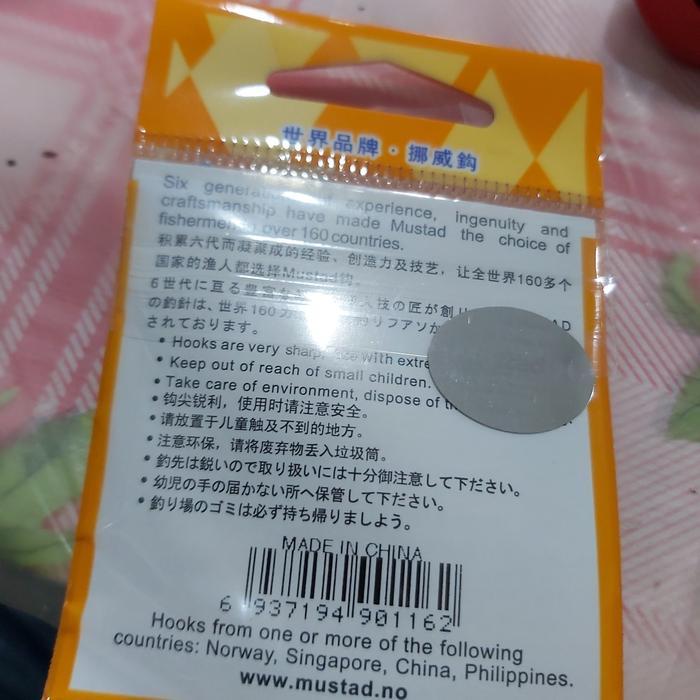 世界品牌·挪威鈎
Six experience, ingenuity and
craftsmanship have made Mustad the choice of
over 160 countries.
积累六代而凝聚成的经验、创造力及技艺，让全世界160多个
国家的渔人都选择Mustad钩。
6世代に亘る豊富な 技の匠が創
の釣針は、世界160
されております。
• Hooks are very sharp, with
• Keep out of reach of small children.
• Take care of environment, dispose of
• 钩尖锐利，使用时请注意安全。
• 请放置于儿童触及不到的地方。
• 注意环保，请将废弃物丢入垃圾筒。
• 釣先は鋭いので取り扱いには十分御注意して下ださい。
• 幼児の手の届かない所へ保管して下ださい。
• 釣り場のゴミは必ず持ち帰りましよう。
MADE IN CHINA
6 937194 901162
Hooks from one or more of the following
countries: Norway, Singapore, China, Philippines.
www.mustad.no